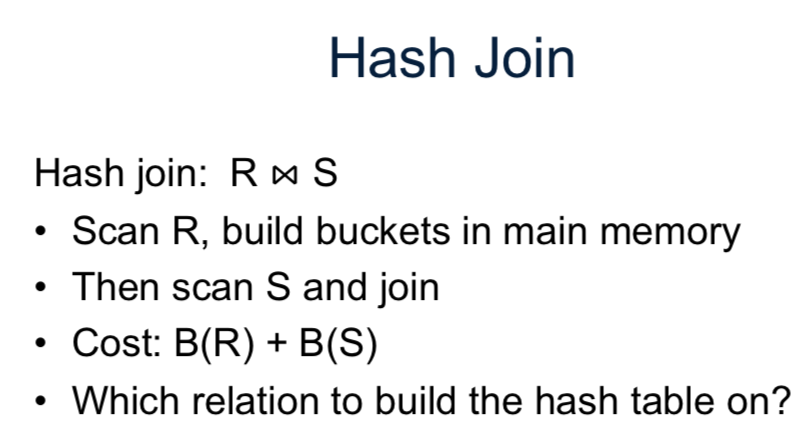 Hash Join
Hash join: R ⋈ S
• Scan R, build buckets in main memory
• Then scan S and join
• Cost: B(R) + B(S)
• Which relation to build the hash table on?